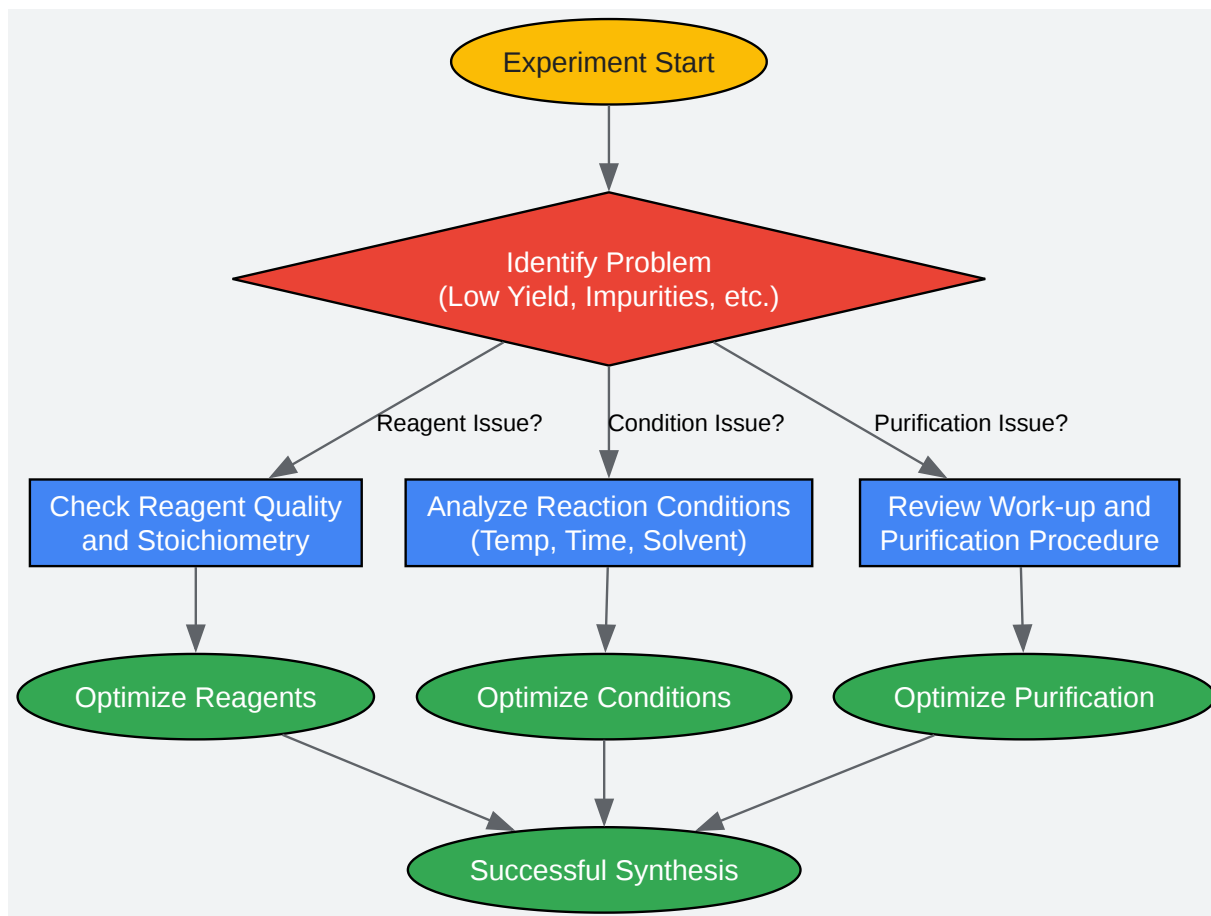 Experiment Start
Identify Problem
(Low Yield, Impurities, etc.)
Reagent Issue?
Condition Issue?
Purification Issue?
Check Reagent Quality
and Stoichiometry
Analyze Reaction Conditions
(Temp, Time, Solvent)
Review Work-up and
Purification Procedure
Optimize Reagents
Optimize Conditions
Optimize Purification
Successful Synthesis